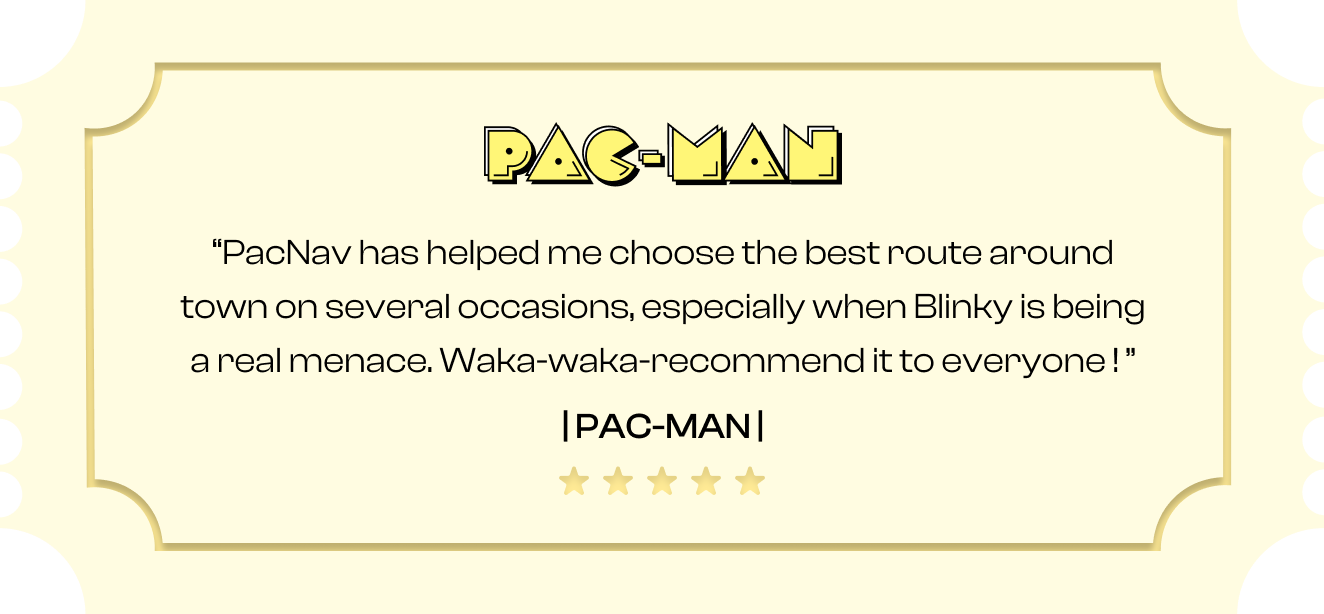 PAC-MAN
“PacNav has helped me choose the best route around
town on several occasions, especially when Blinky is being
a real menace. Waka-waka-recommend it to everyone ! ”
| PAC-MAN |